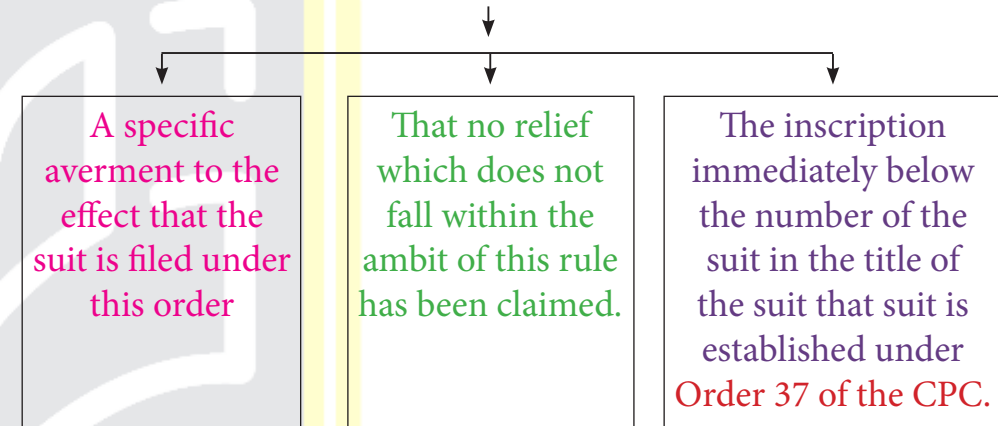 A specific
averment to the
effect that the
suit is filed under
this order
That no relief
which does not
fall within the
ambit of this rule
has been claimed.
The inscription
immediately below
the number of the
suit in the title of
the suit that suit is
established under
Order 37 of the CPC.